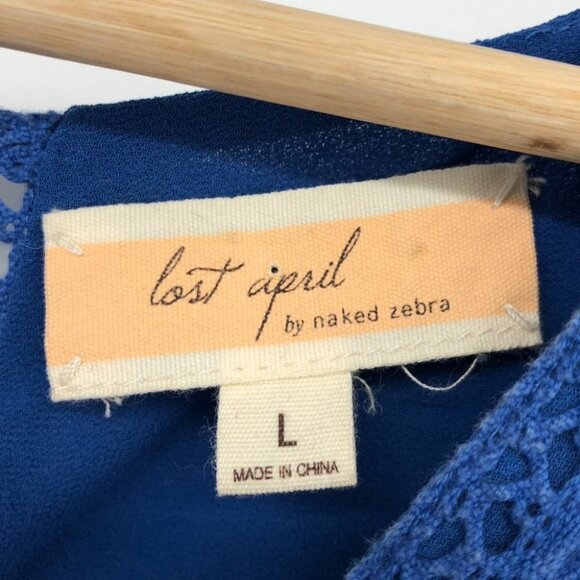 lost april
by naked zebra
L
MADE IN CHINA